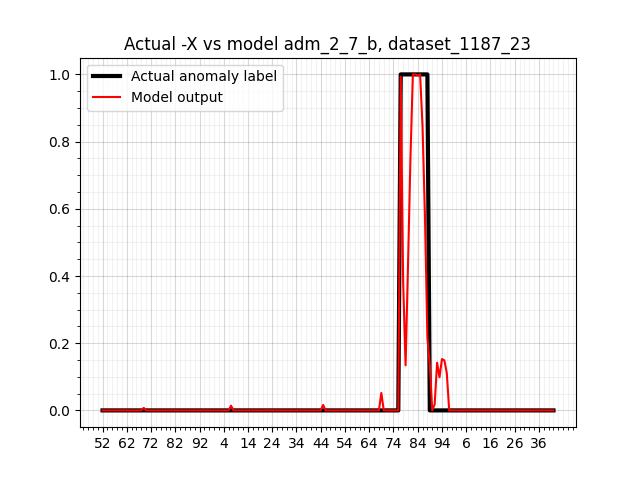 Actual -X vs model adm_2_7_b, dataset_1187_23
Actual anomaly label
Model output
1.0
0.8
0.6
0.4
0.2
0.0
52 62 72 82 92 4 14 24 34 44 54 64 74 84 94 6 16 26 36